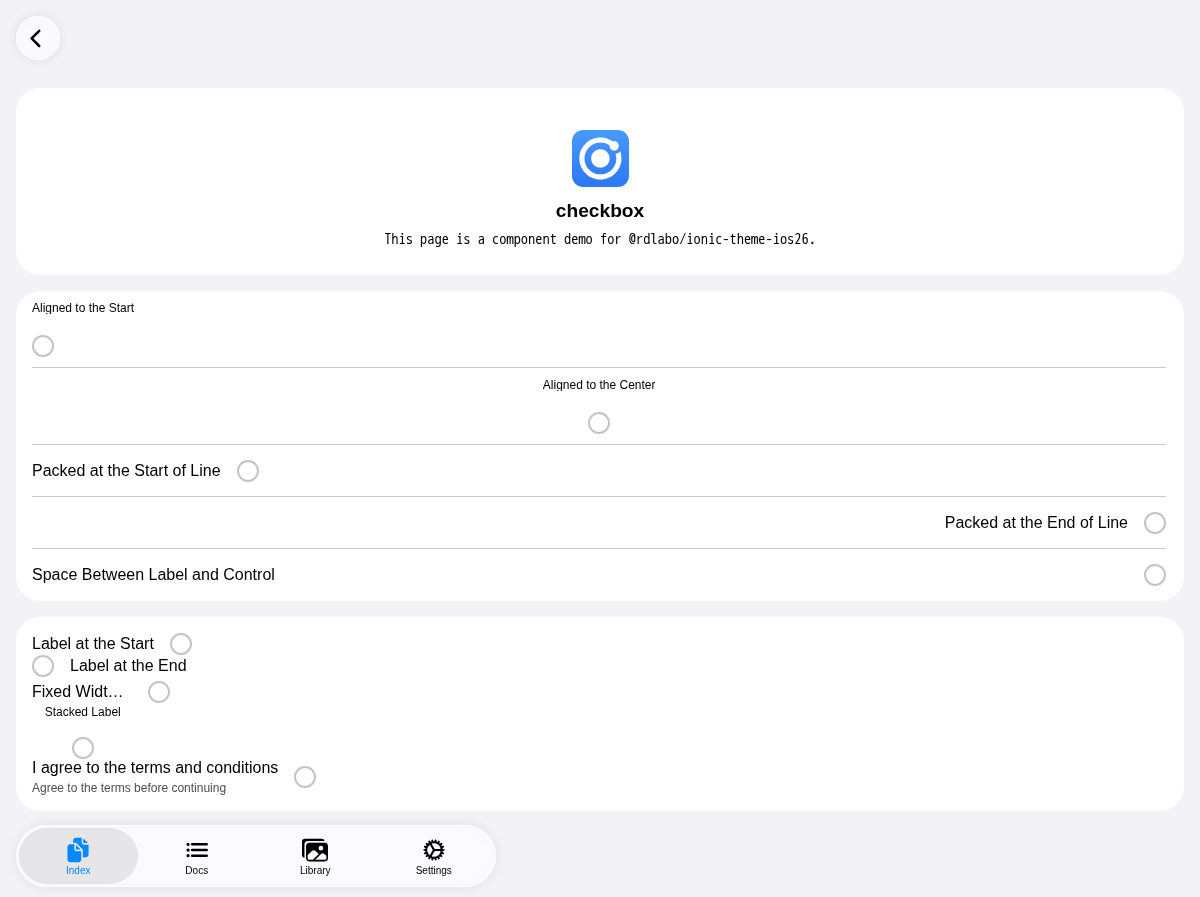 checkbox
This page is a component demo for @rdlabo/ionic-theme-ios26.
Aligned to the Start
Aligned to the Center
Packed at the Start of Line
Packed at the End of Line
Space Between Label and Control
Label at the Start
Label at the End
Fixed Widt…
Stacked Label
I agree to the terms and conditions
Agree to the terms before continuing
Index
Docs
Library
Settings